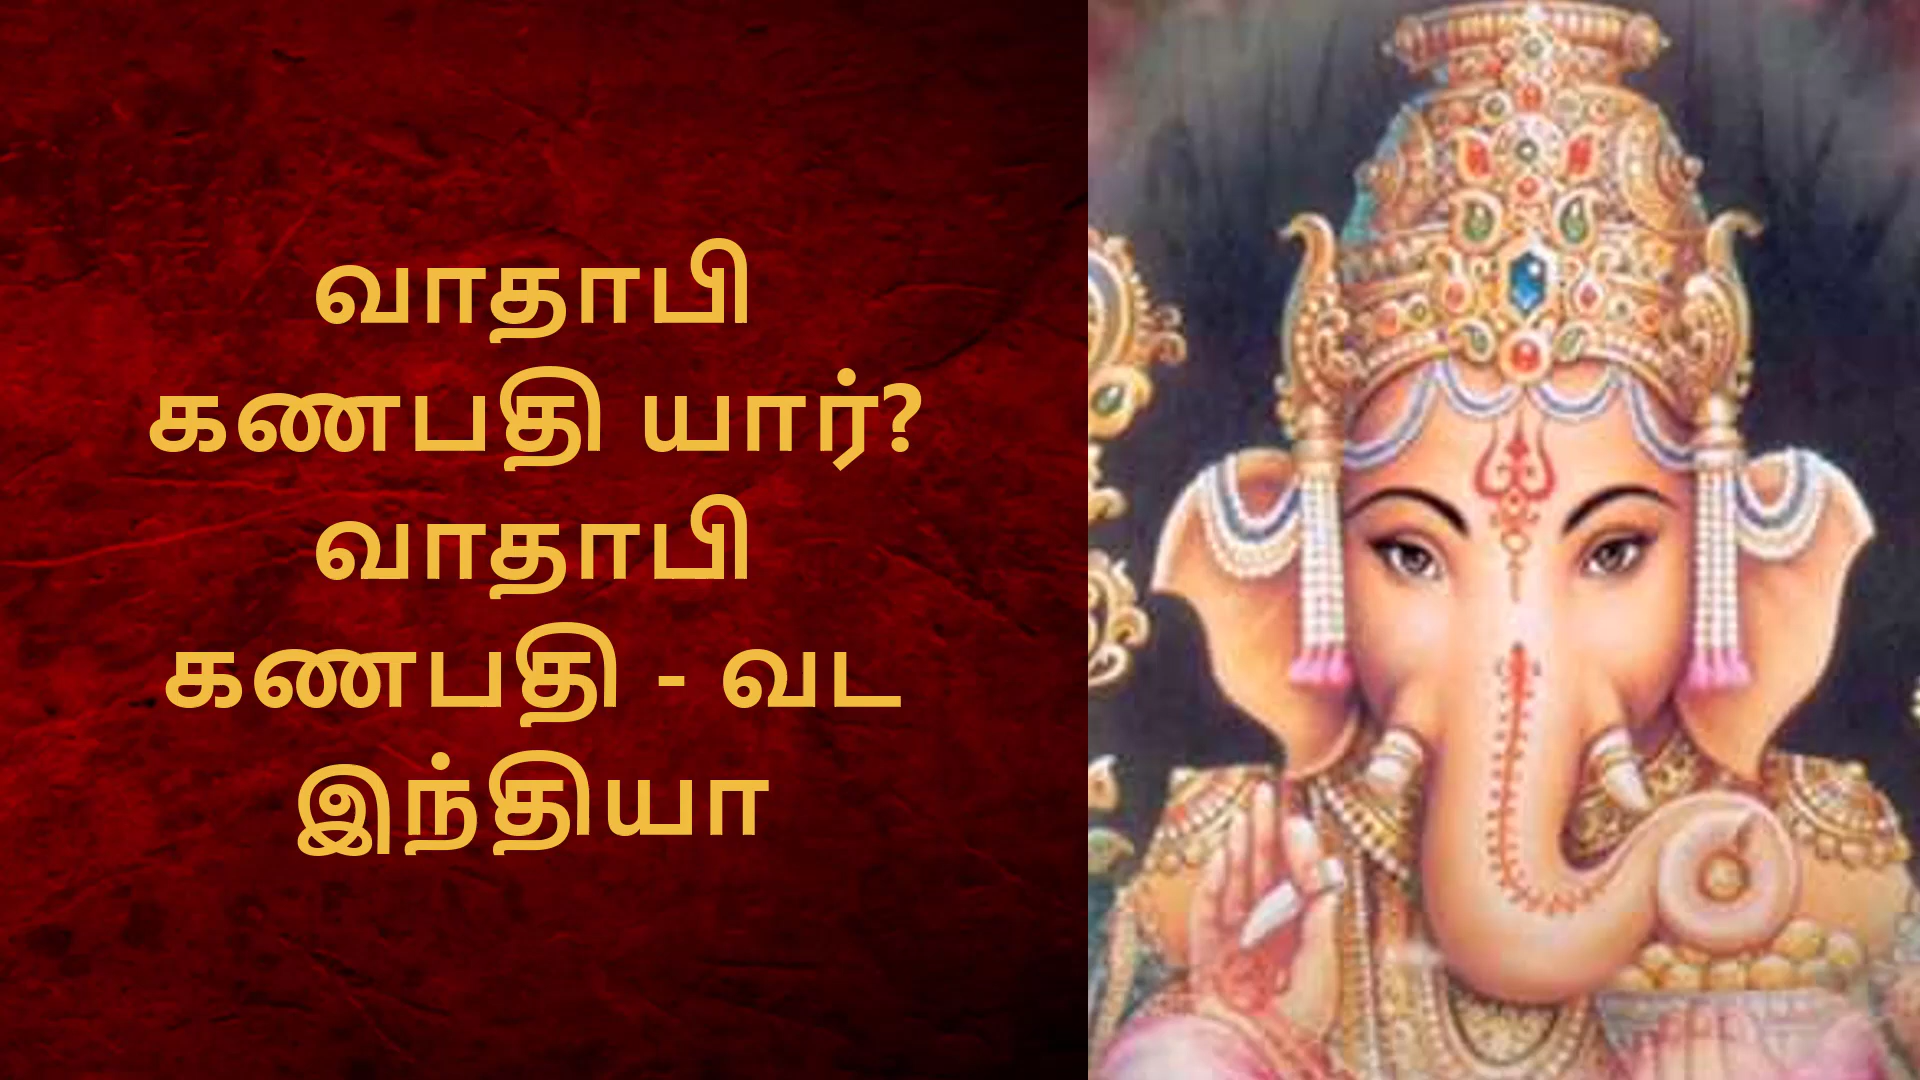 வாதாபி
கணபதி யார்?
வாதாபி
கணபதி - வட
இந்தியா